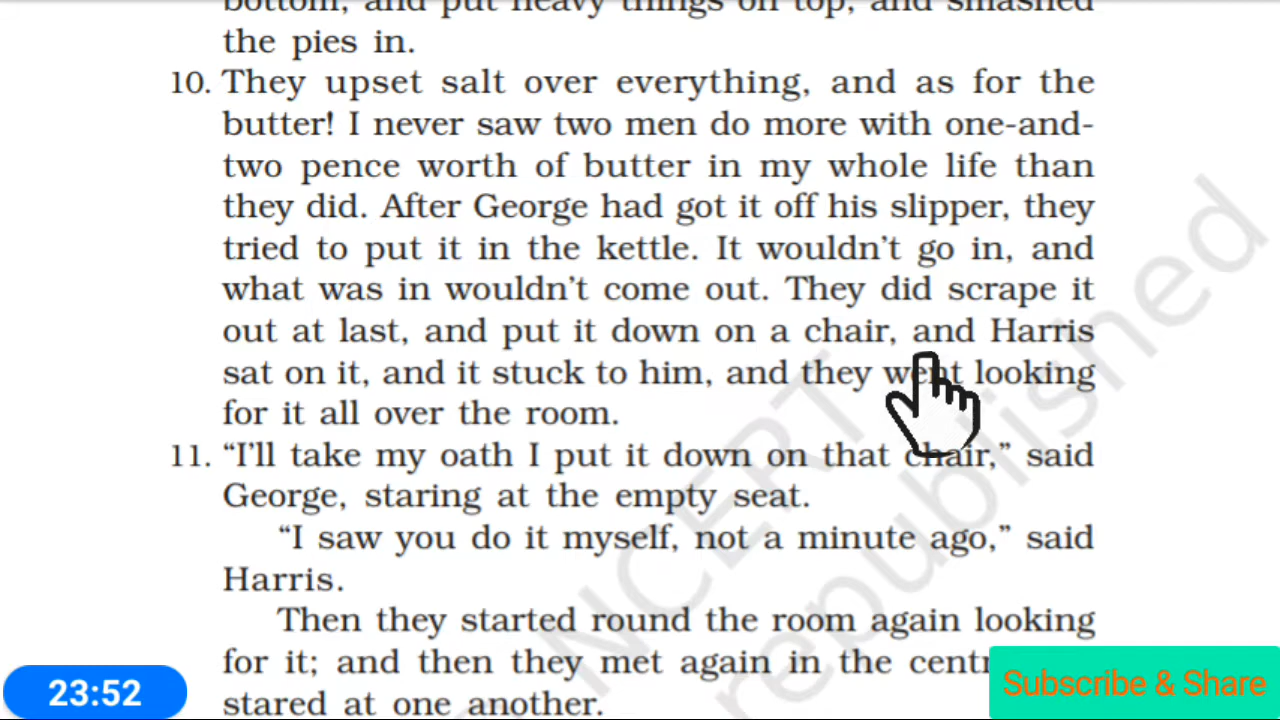 bottom, and put heavy things on top, and smashed
the pies in.
10. They upset salt over everything, and as for the
butter! I never saw two men do more with one-and-
two pence worth of butter in my whole life than
they did. After George had got it off his slipper, they
tried to put it in the kettle. It wouldn't go in, and
what was in wouldn't come out. They did scrape it
out at last, and put it down on a chair, and Harris
sat on it, and it stuck to him, and they went looking
for it all over the room.
11. “I'll take my oath I put it down on that chair,” said
George, staring at the empty seat.
“I saw you do it myself, not a minute ago,” said
Harris.
Then they started round the room again looking
for it; and then they met again in the centr
stared at one another.
NCERT
republished
23:52
Subscribe & Share